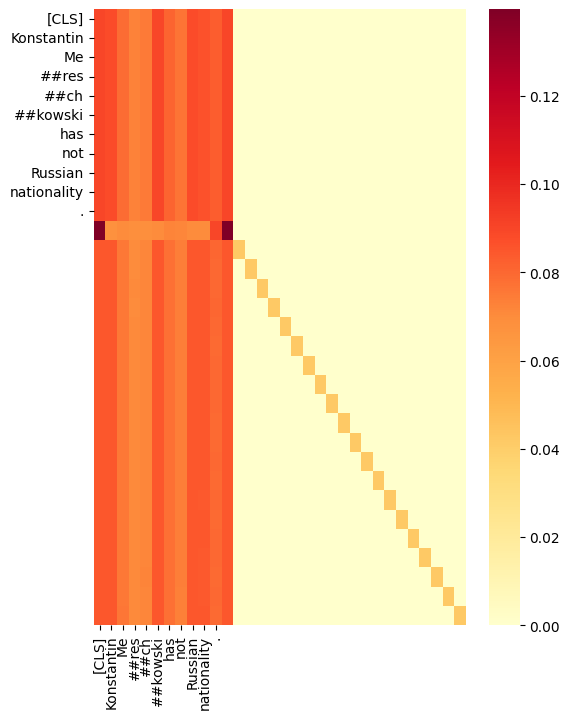 [CLS]
Konstantin
Me
##res
##ch
##kowski
has
not
Russian
nationality
.
0.12
0.10
0.08
0.06
0.04
0.02
0.00
[CLS]
Konstantin
Me
##res
##ch
##kowski
has
not
Russian
nationality
.